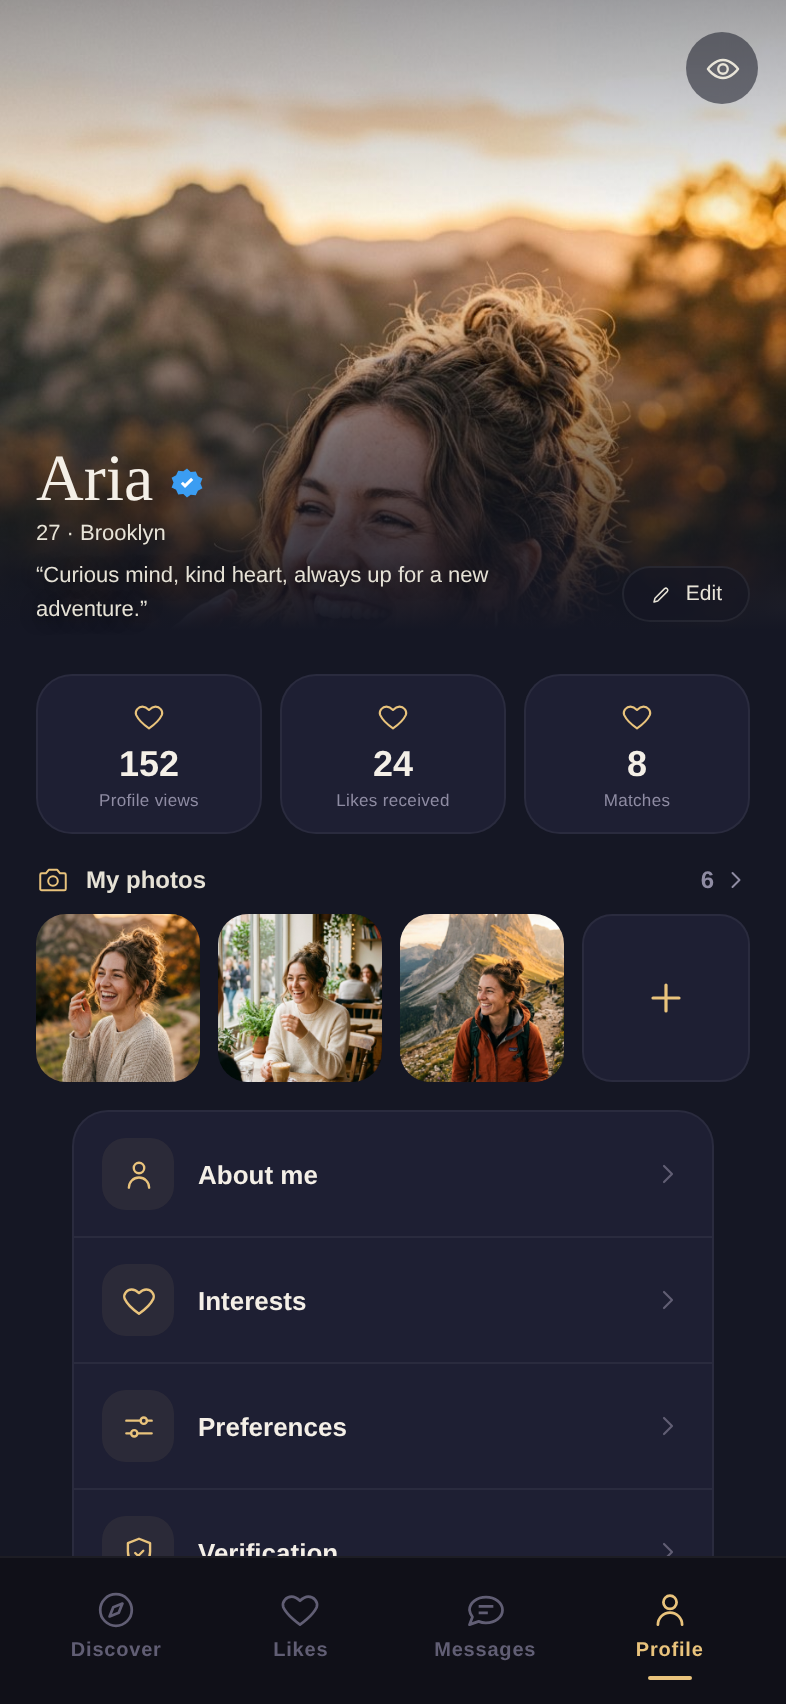 Aria
27 · Brooklyn
“Curious mind, kind heart, always up for a new
adventure.”
Edit
152
Profile views
24
Likes received
8
Matches
My photos
6
About me
Interests
Preferences
Verification
Discover
Likes
Messages
Profile